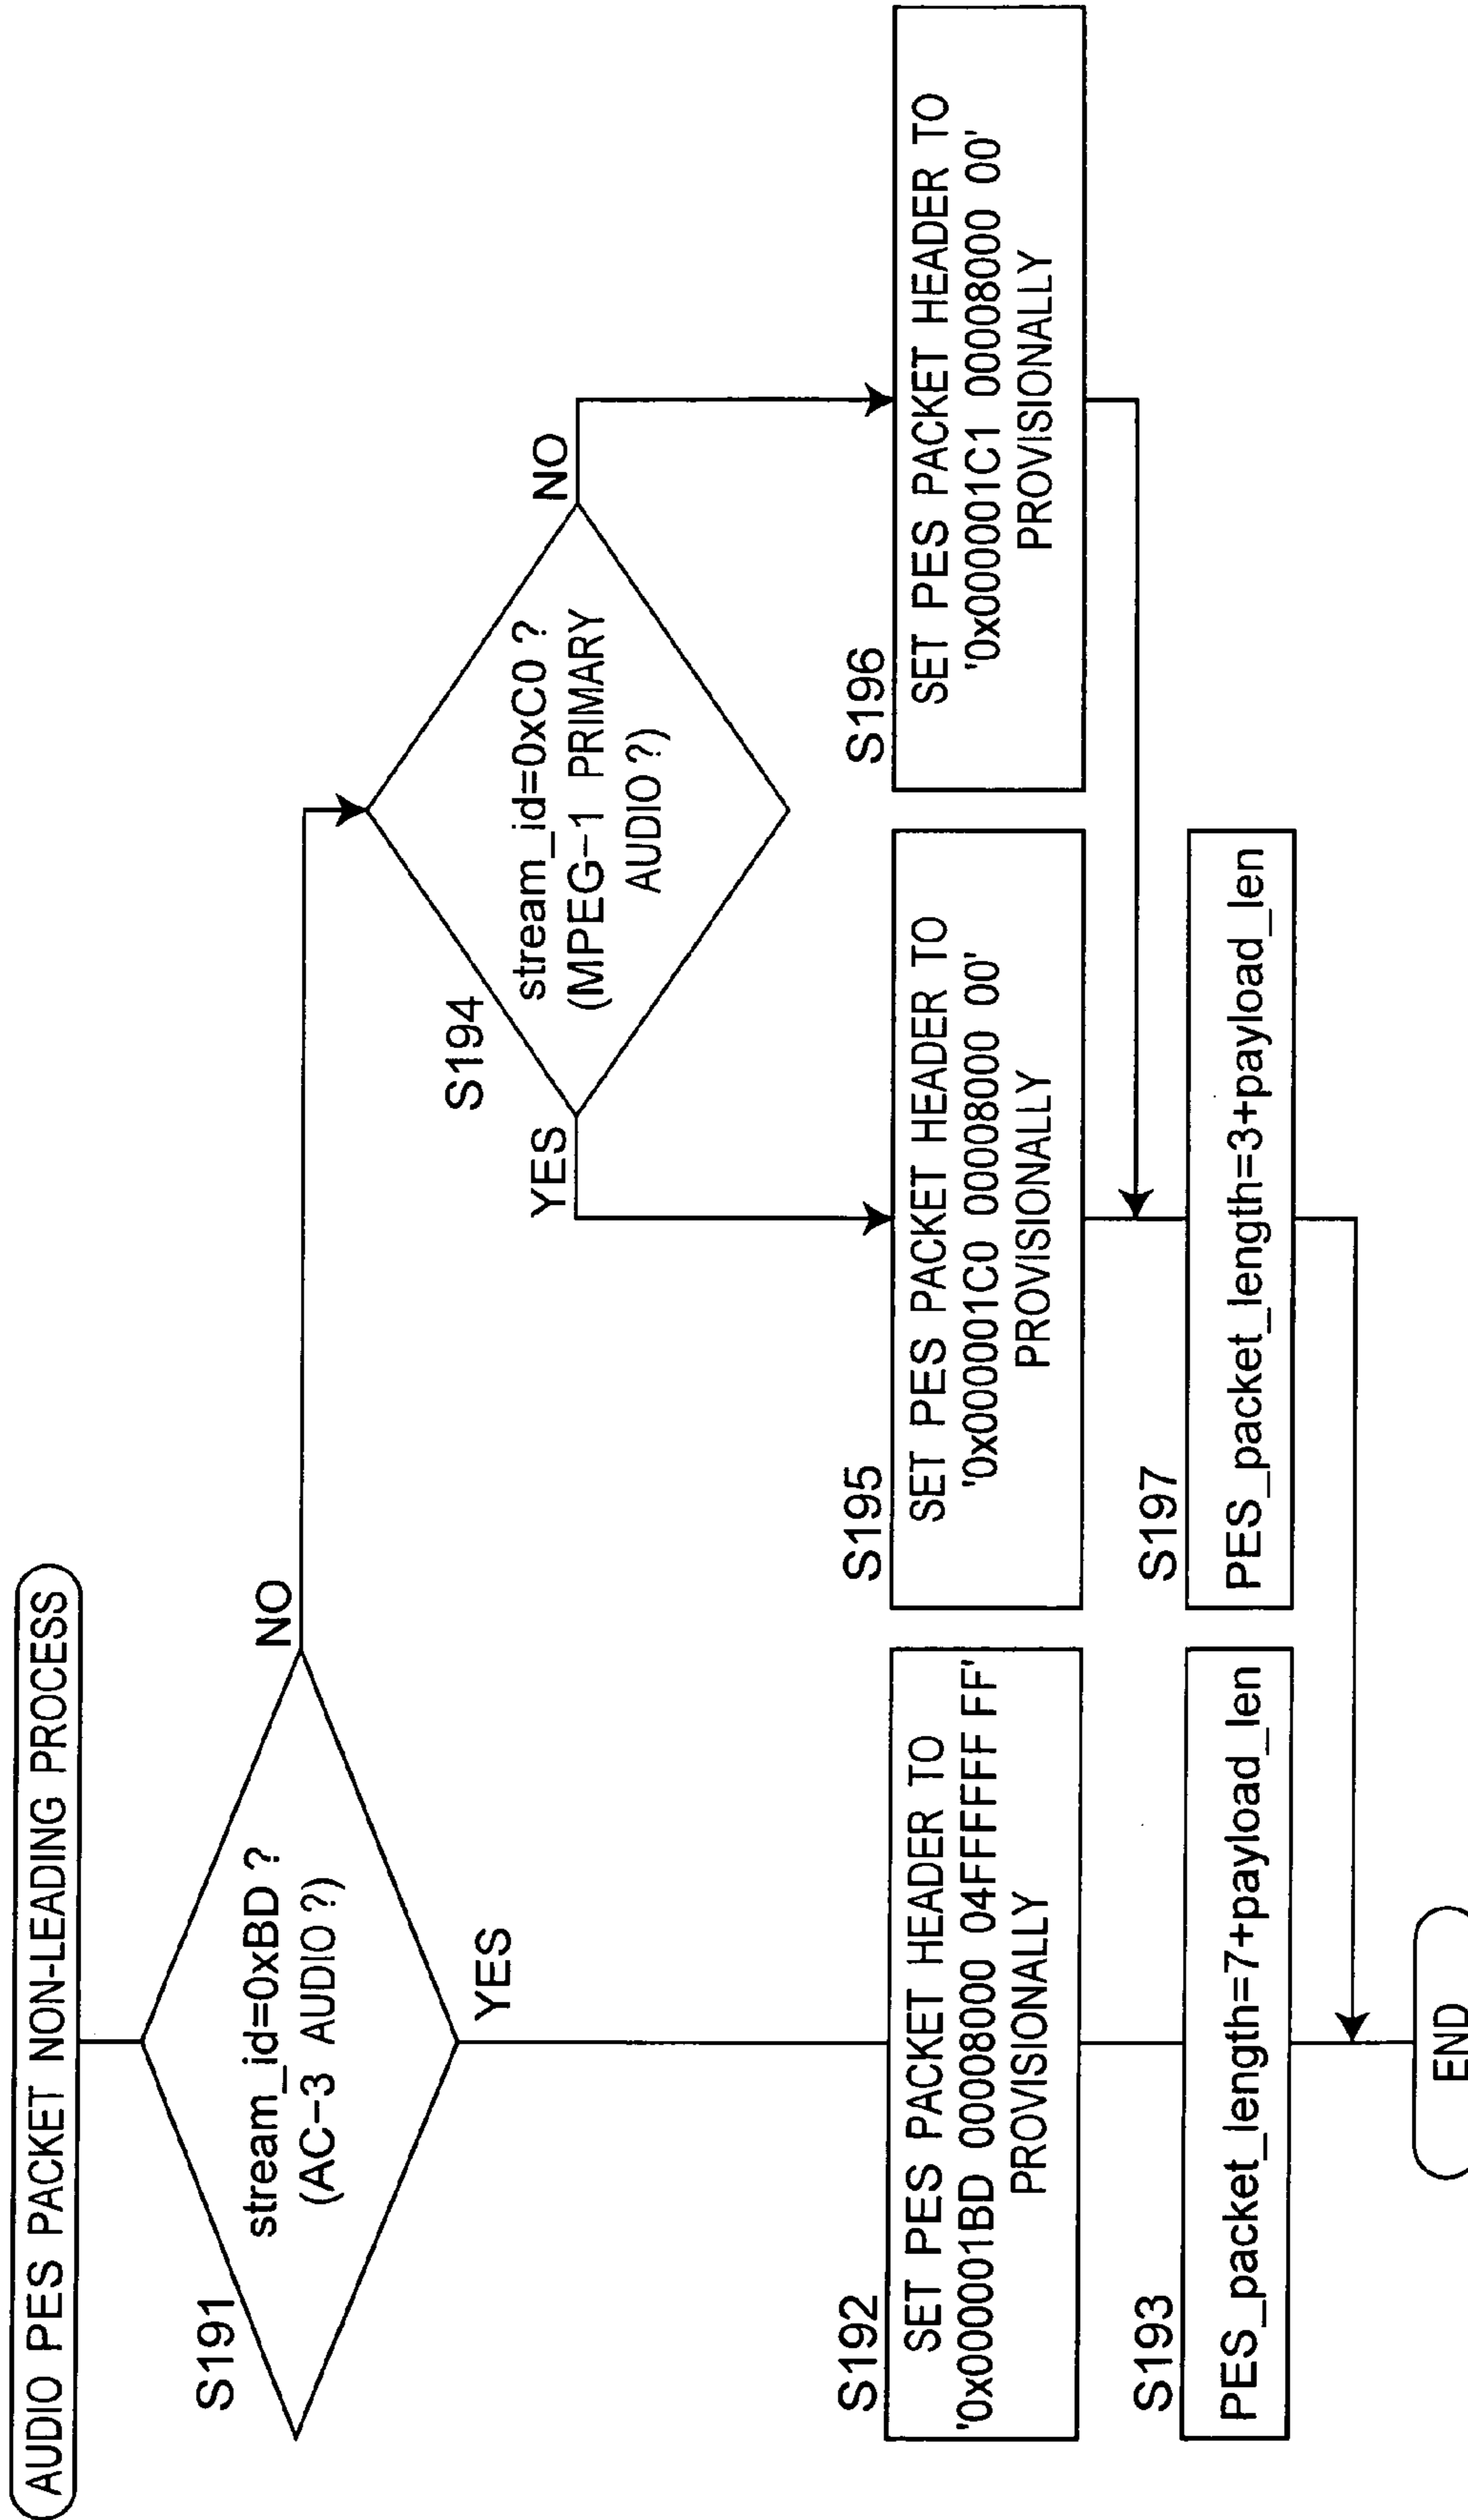 AUDIO PES PACKET NON-LEADING PROCESS
S191
stream_id=0xBD?
(AC-3 AUDIO?)
NO
YES
S194
stream_id=0xC0?
(MPEG-1 PRIMARY
AUDIO?)
YES
NO
S192
SET PES PACKET HEADER TO
'0x000001BD 00008000 04FFFFFF FF'
PROVISIONALLY
S195
SET PES PACKET HEADER TO
'0x000001C0 00008000 00'
PROVISIONALLY
S196
SET PES PACKET HEADER TO
'0x000001C1 00008000 00'
PROVISIONALLY
S193
PES_packet_length=7+payload_len
S197
PES_packet_length=3+payload_len
END